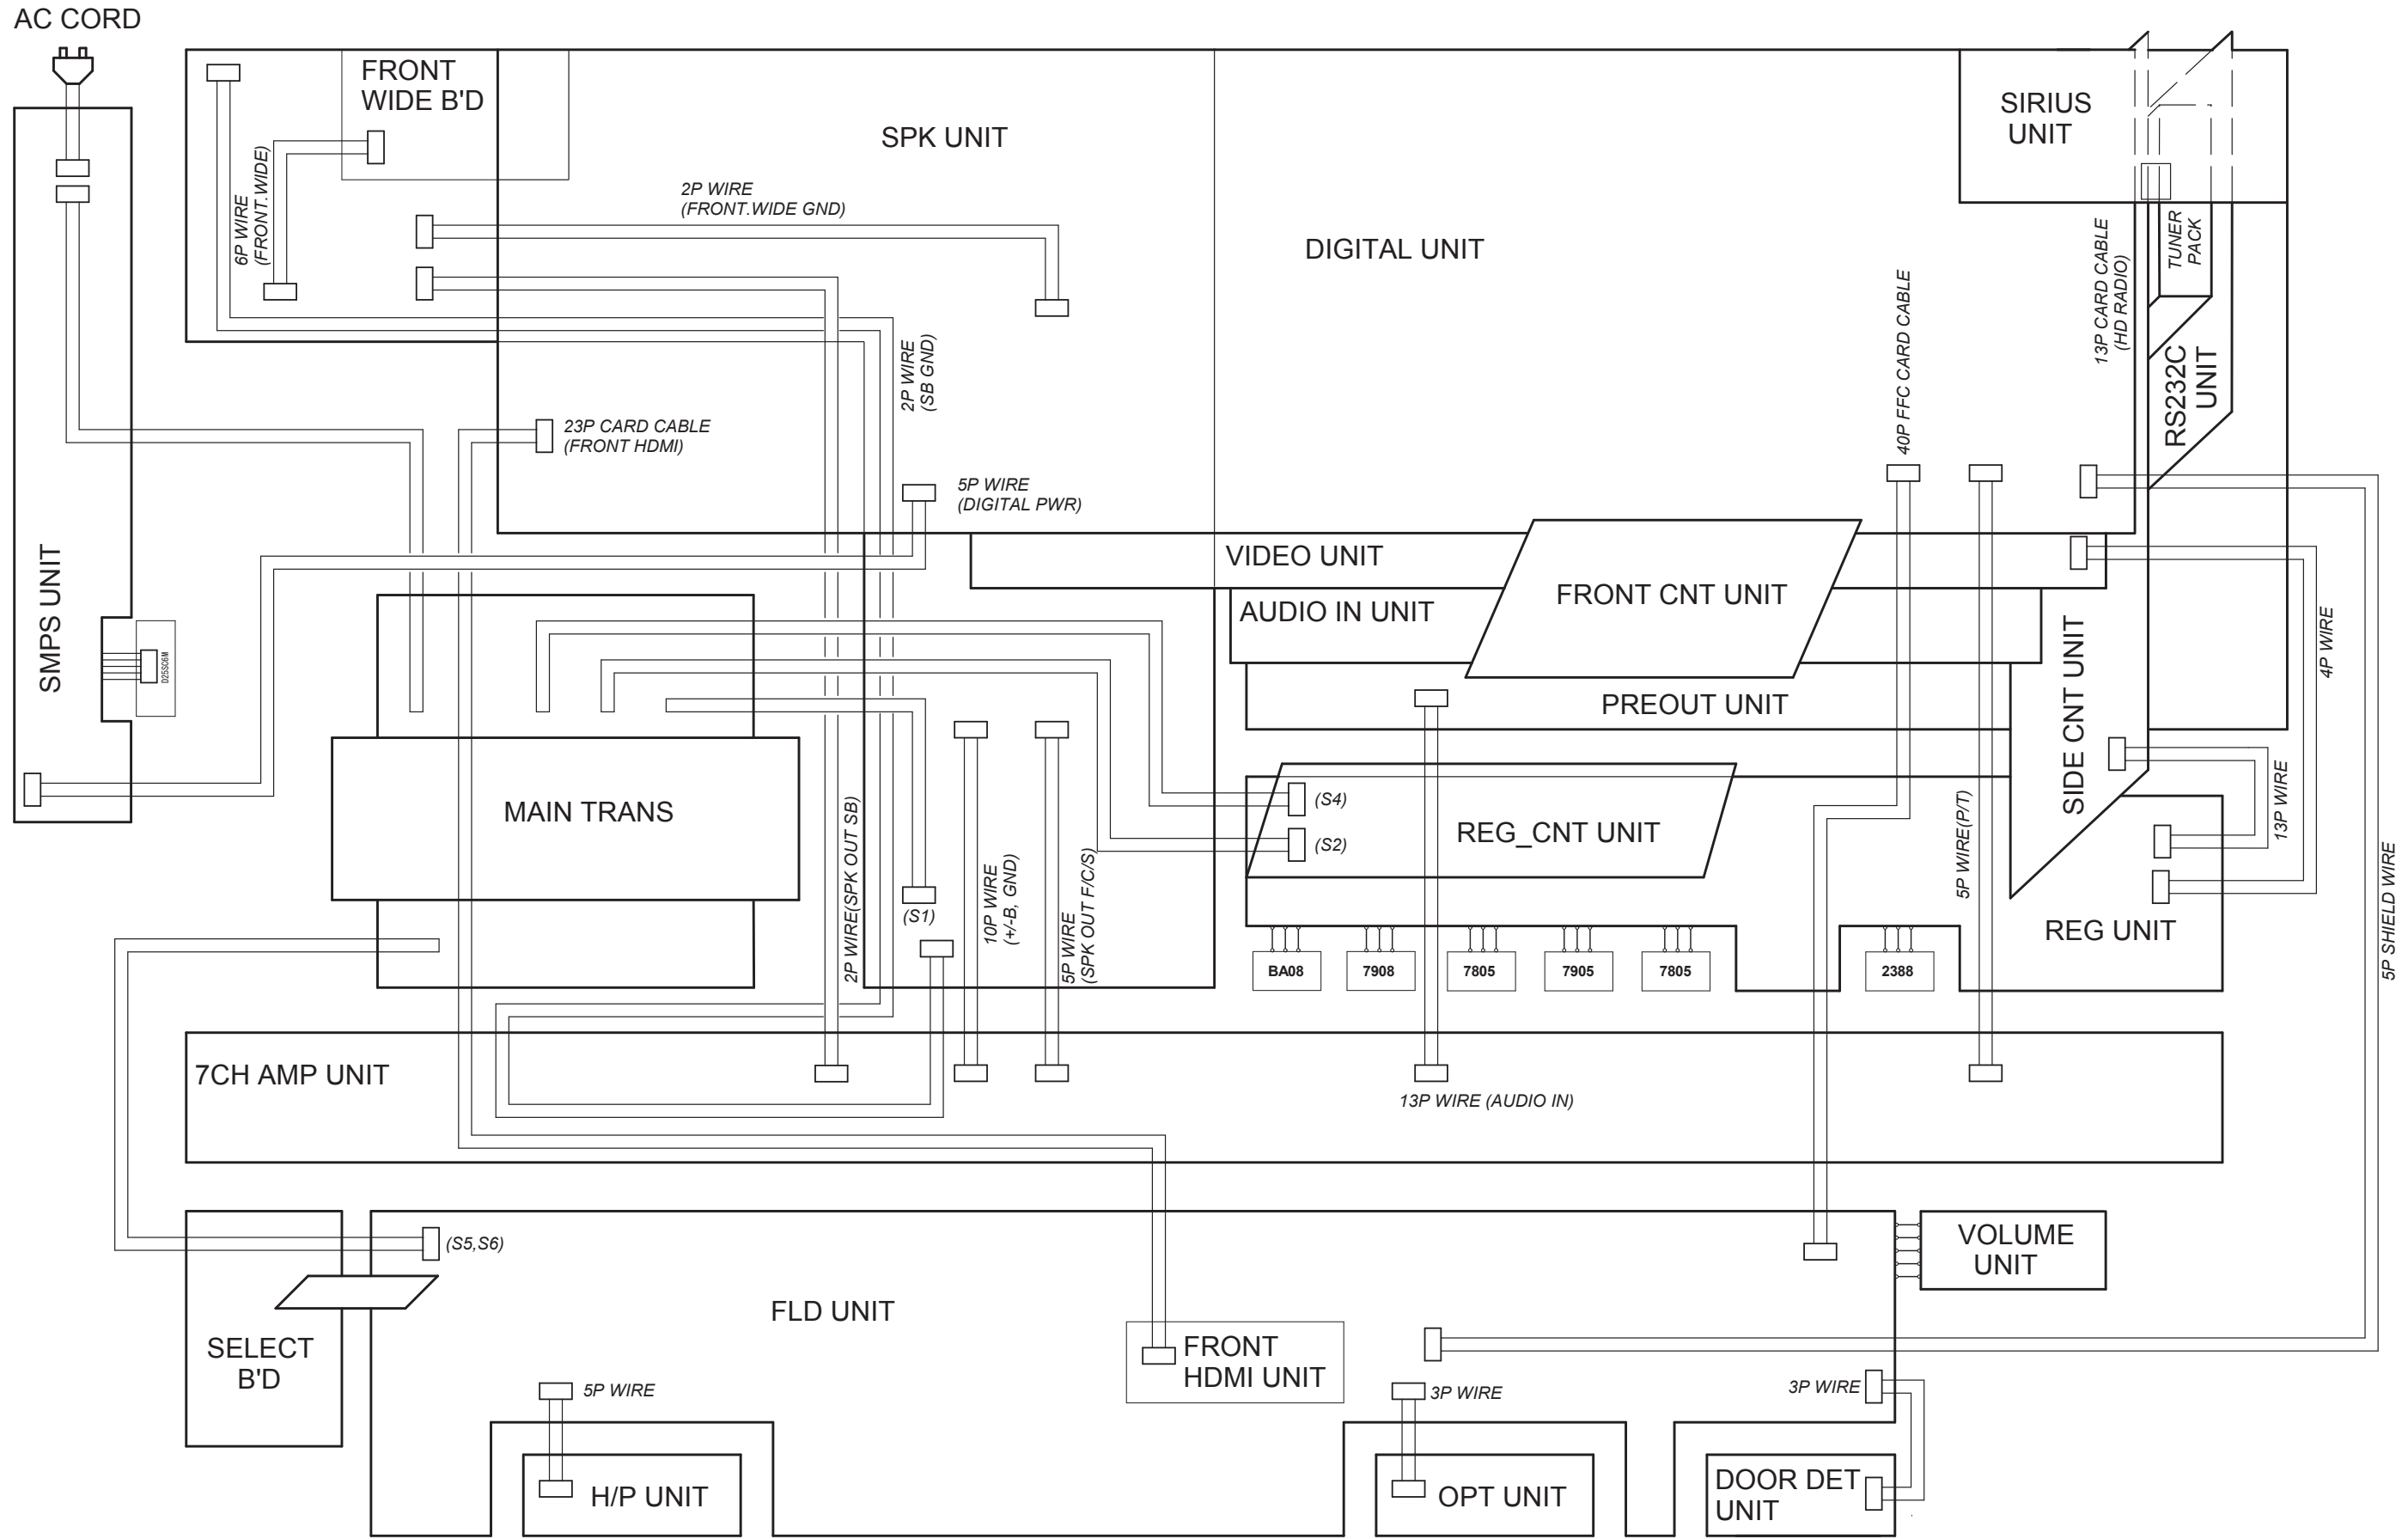 AC CORD
FRONT
WIDE B'D
SPK UNIT
SIRIUS
UNIT
6P WIRE
(FRONT.WIDE)
2P WIRE
(FRONT.WIDE GND)
DIGITAL UNIT
13P CARD CABLE
(HD RADIO)
TUNER
PACK
40P FFC CARD CABLE
RS232C
UNIT
2P WIRE
(SB GND)
23P CARD CABLE
(FRONT HDMI)
5P WIRE
(DIGITAL PWR)
SMPS UNIT
D25SC6M
VIDEO UNIT
FRONT CNT UNIT
AUDIO IN UNIT
PREOUT UNIT
SIDE CNT UNIT
4P WIRE
MAIN TRANS
(S4)
REG_CNT UNIT
(S2)
13P WIRE
2P WIRE(SPK OUT SB)
(S1)
10P WIRE
(+/-B, GND)
5P WIRE
(SPK OUT F/C/S)
5P WIRE(P/T)
REG UNIT
5P SHIELD WIRE
BA08
7908
7805
7905
7805
2388
7CH AMP UNIT
13P WIRE (AUDIO IN)
(S5,S6)
VOLUME
UNIT
FLD UNIT
SELECT
B'D
FRONT
HDMI UNIT
5P WIRE
3P WIRE
3P WIRE
H/P UNIT
OPT UNIT
DOOR DET
UNIT